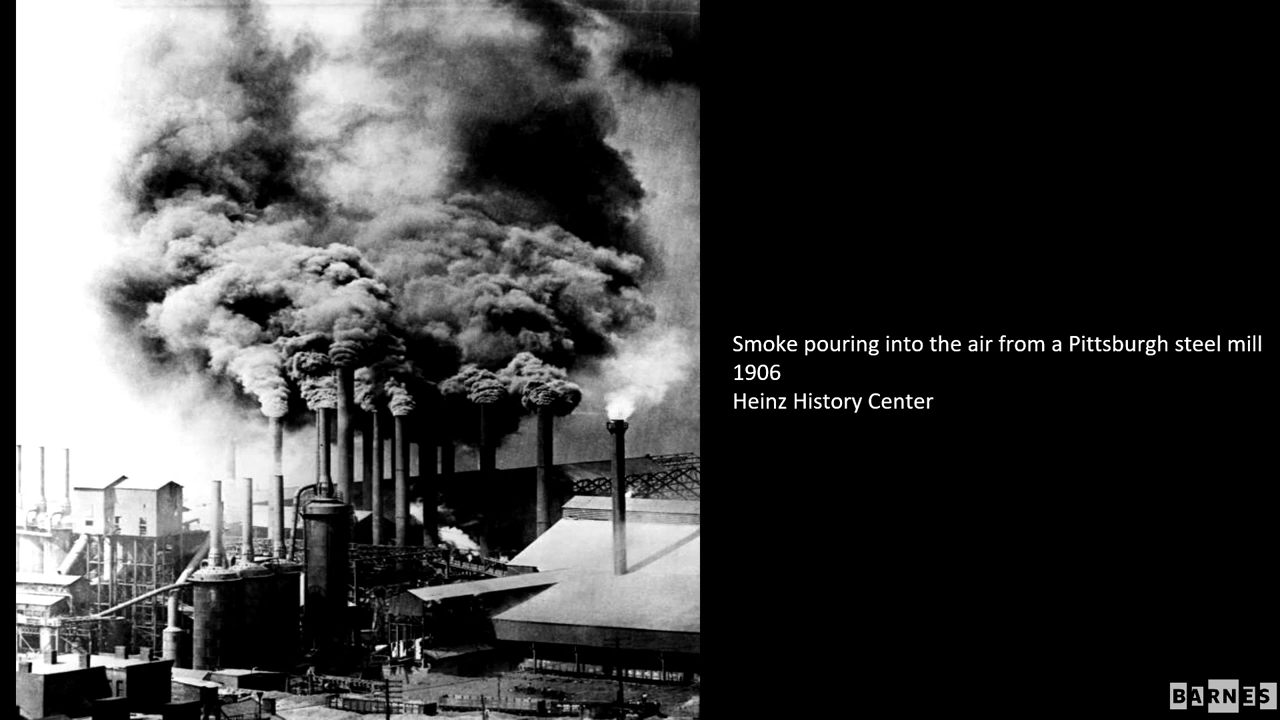 Smoke pouring into the air from a Pittsburgh steel mill
1906
Heinz History Center
BARNES